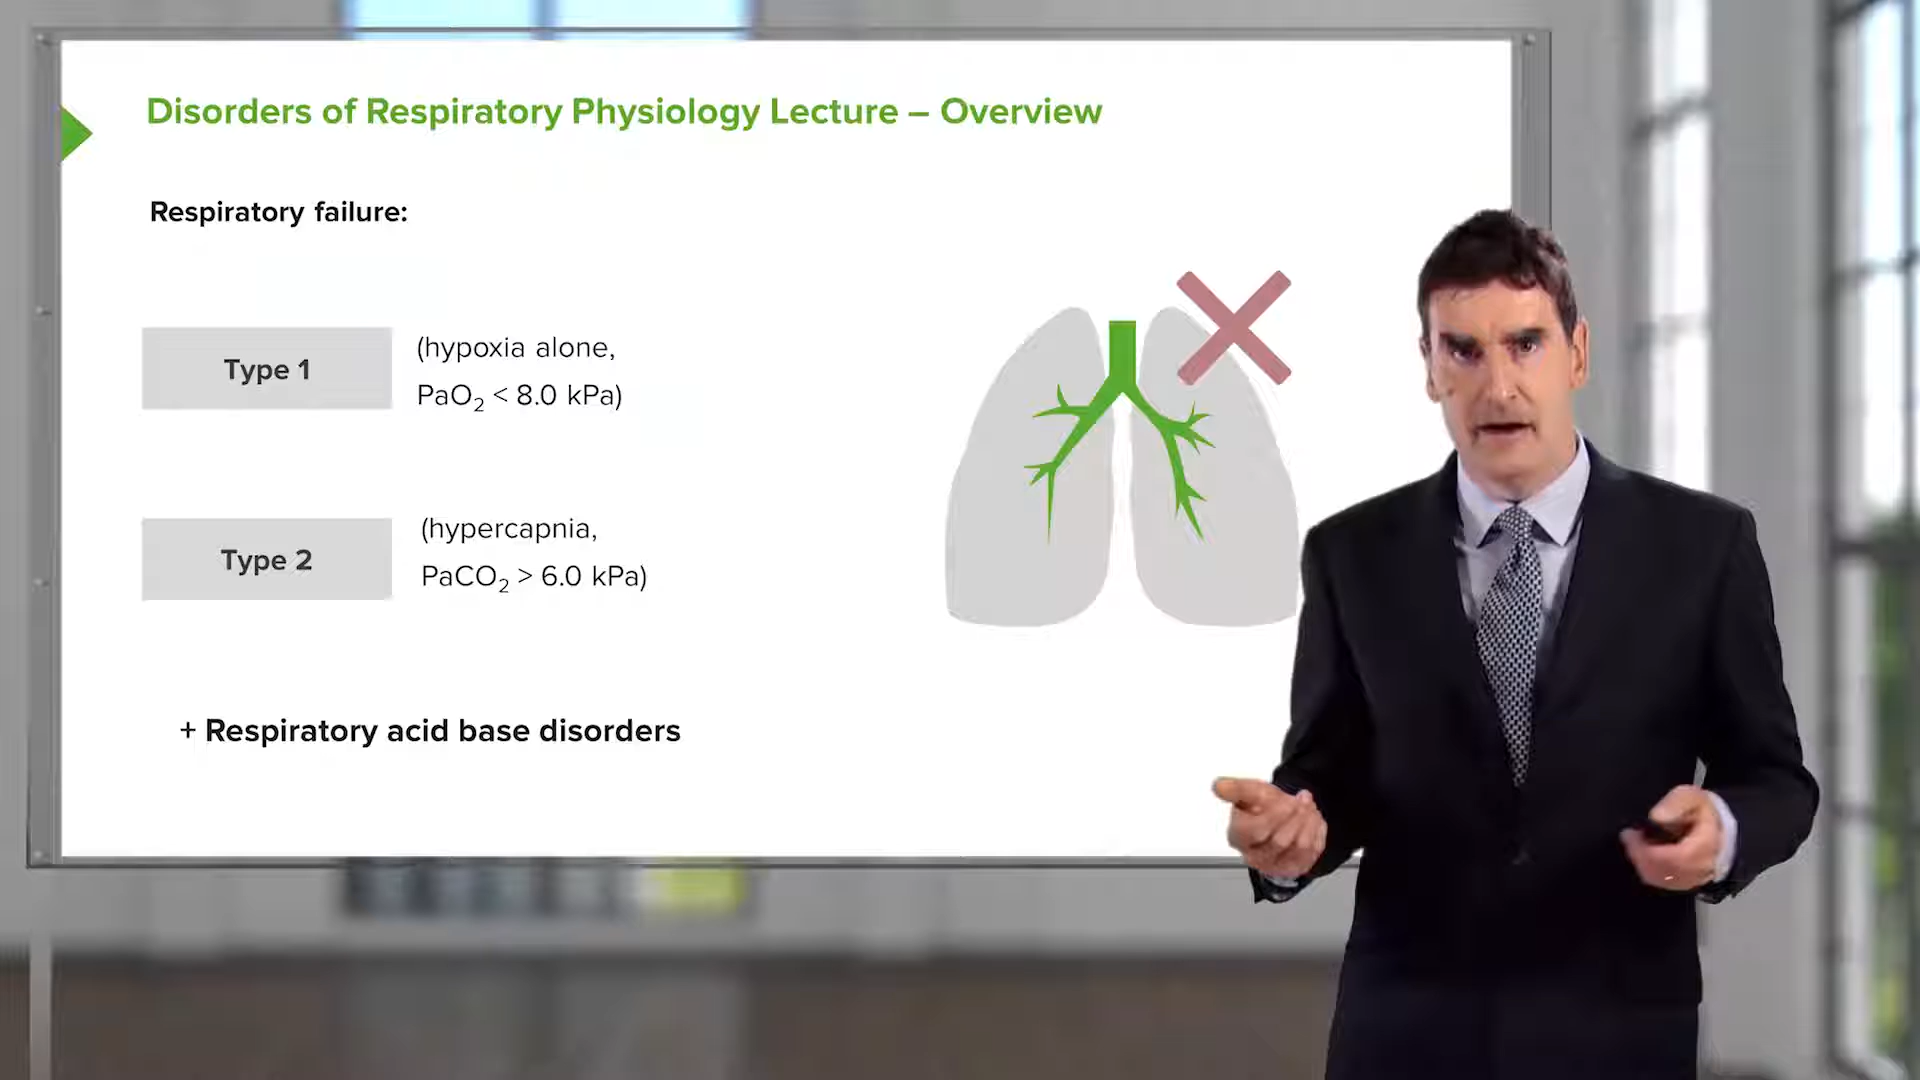 Disorders of Respiratory Physiology Lecture – Overview
Respiratory failure:
Type 1
(hypoxia alone,
PaO₂ < 8.0 kPa)
Type 2
(hypercapnia,
PaCO₂ > 6.0 kPa)
+ Respiratory acid base disorders